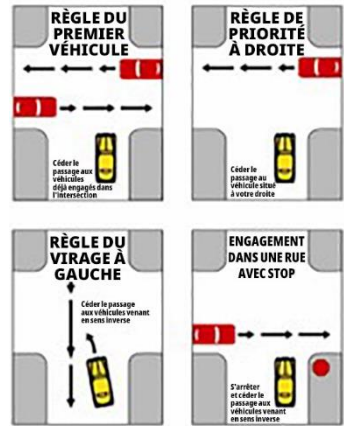 RÈGLE DU
PREMIER
VÉHICULE
Céder le
passage aux
véhicules
déjà engagés dans
l'intersection
RÈGLE DE
PRIORITÉ
À DROITE
Céder le
passage au
véhicule situé
à votre droite
RÈGLE DU
VIRAGE À
GAUCHE
Céder le passage
aux véhicules venant
en sens inverse
ENGAGEMENT
DANS UNE RUE
AVEC STOP
S'arrêter
et céder le
passage aux
véhicules venant
en sens inverse